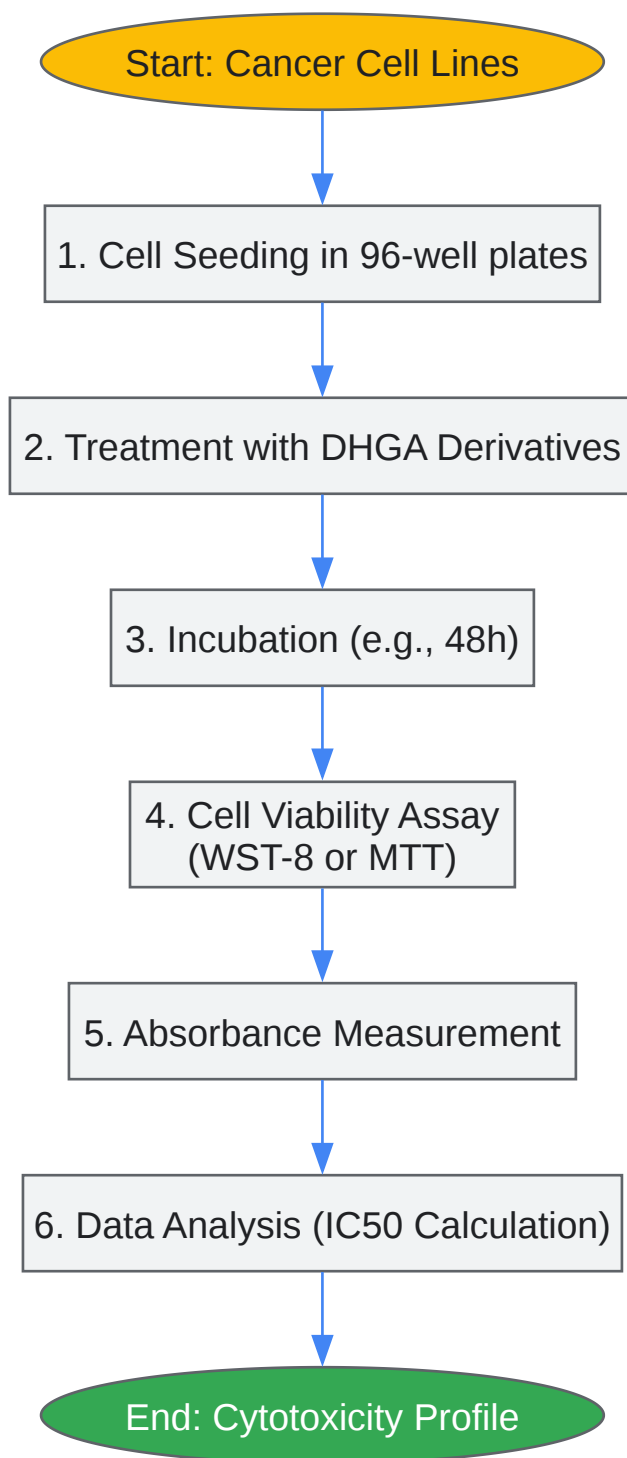 Start: Cancer Cell Lines
1. Cell Seeding in 96-well plates
2. Treatment with DHGA Derivatives
3. Incubation (e.g., 48h)
4. Cell Viability Assay
(WST-8 or MTT)
5. Absorbance Measurement
6. Data Analysis (IC50 Calculation)
End: Cytotoxicity Profile